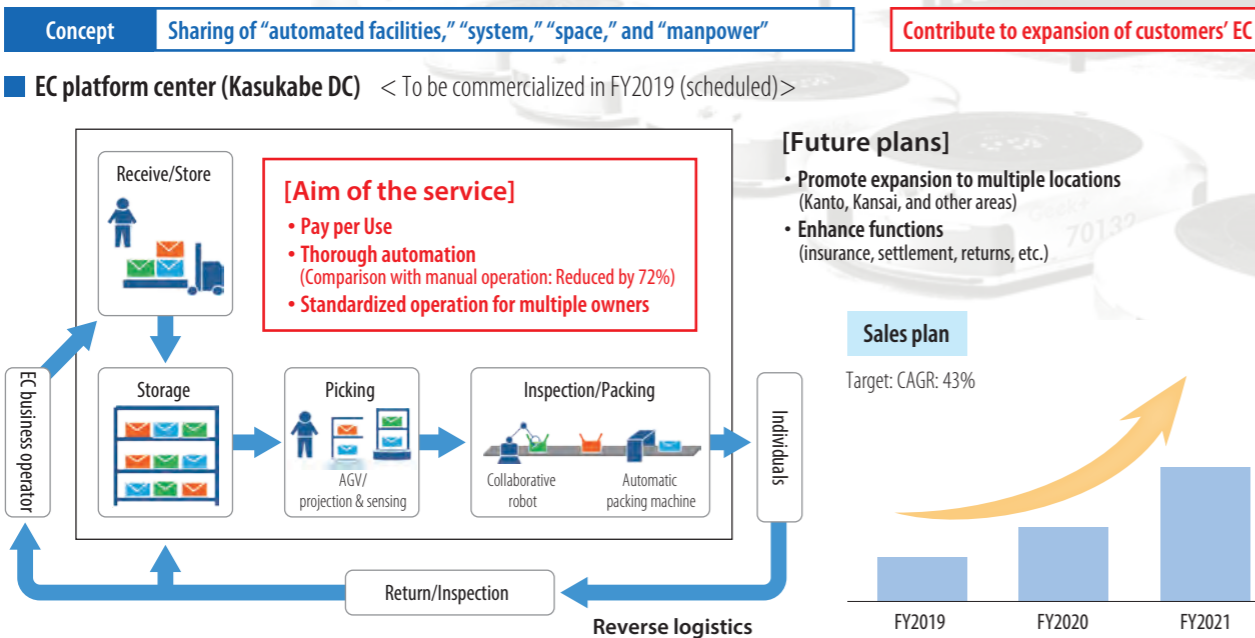 Concept
Sharing of “automated facilities,” “system,” “space,” and “manpower”
Contribute to expansion of customers’ EC
EC platform center (Kasukabe DC) < To be commercialized in FY2019 (scheduled)>
Receive/Store
[Aim of the service]
• Pay per Use
• Thorough automation
(Comparison with manual operation: Reduced by 72%)
• Standardized operation for multiple owners
EC business operator
Storage
Picking
AGV/
projection & sensing
Inspection/Packing
Collaborative
robot
Automatic
packing machine
Individuals
Return/Inspection
Reverse logistics
[Future plans]
• Promote expansion to multiple locations
(Kanto, Kansai, and other areas)
• Enhance functions
(insurance, settlement, returns, etc.)
Geek+
70132
Sales plan
Target: CAGR: 43%
FY2019
FY2020
FY2021